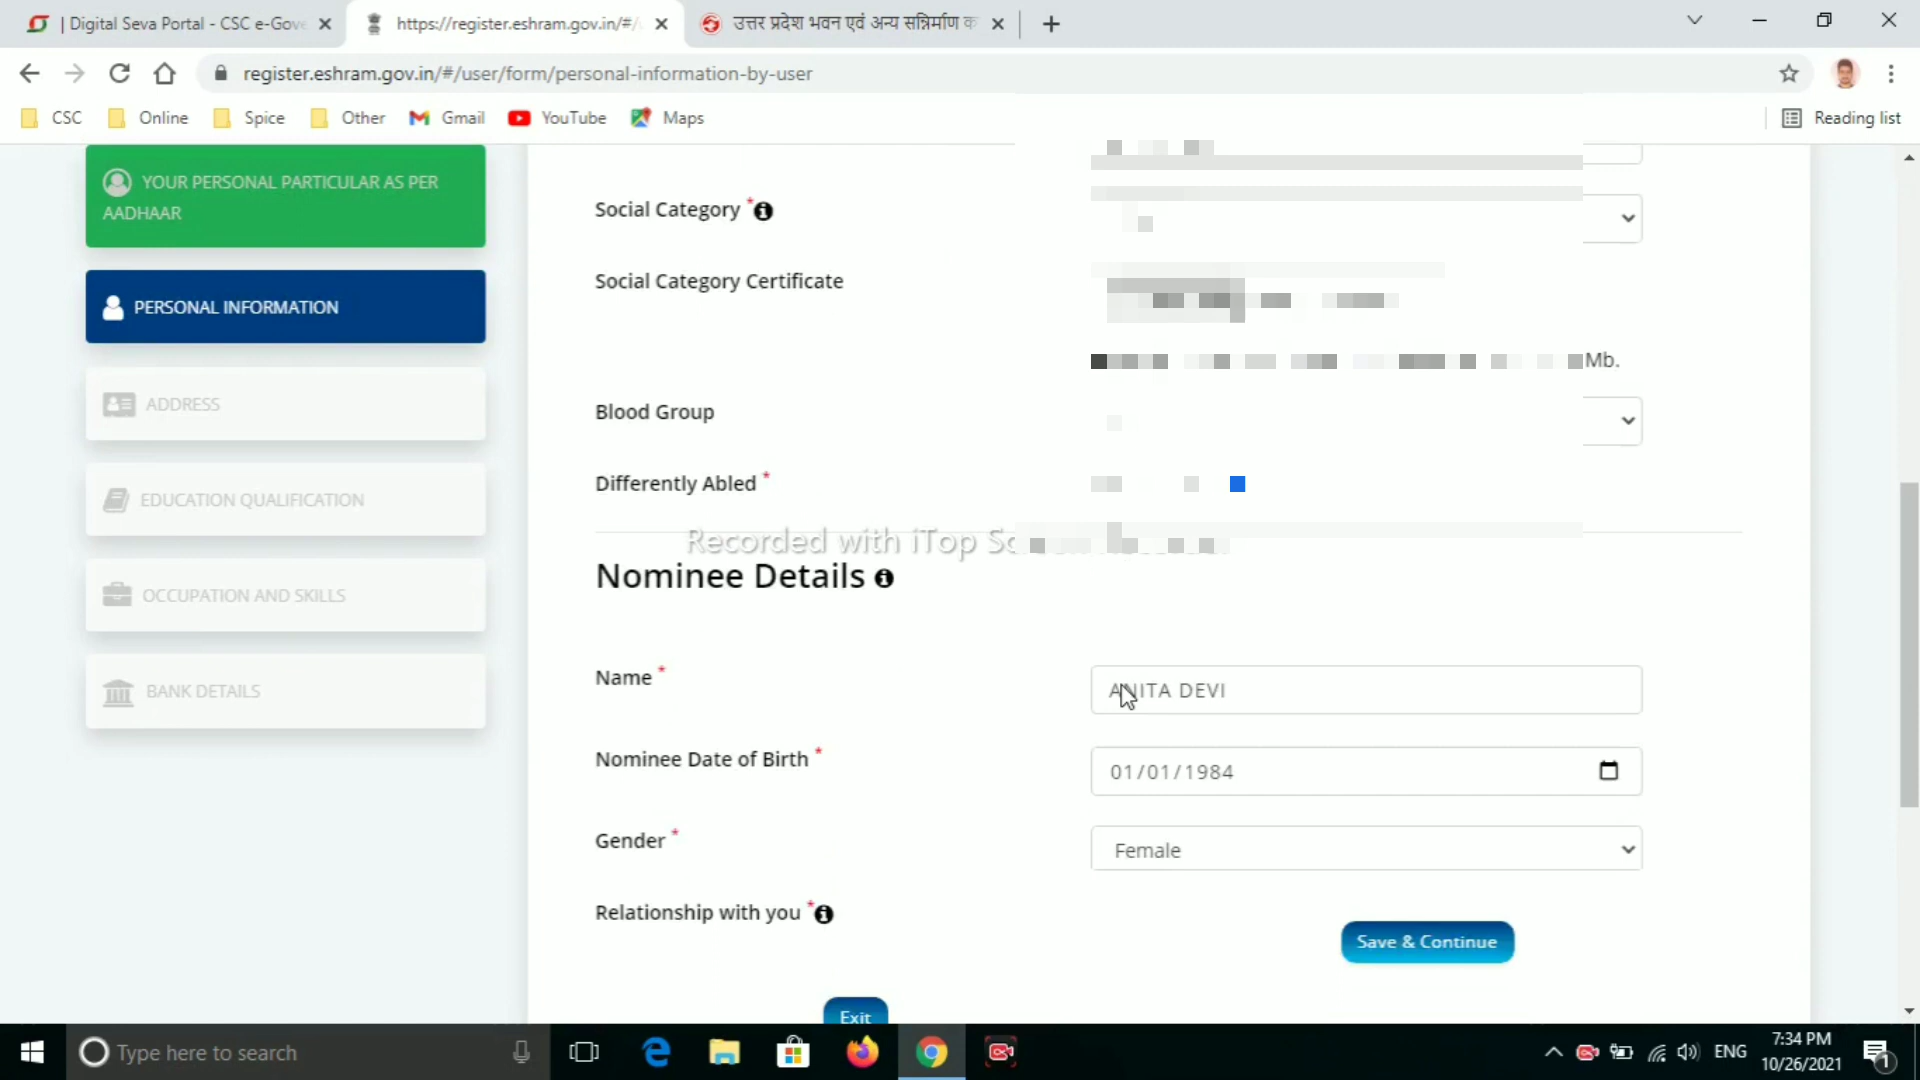 | Digital Seva Portal - CSC e-Gove
https://register.eshram.gov.in/#/
उत्तर प्रदेश भवन एवं अन्य सन्निर्माण क
register.eshram.gov.in/#/user/form/personal-information-by-user
CSC
Online
Spice
Other
Gmail
YouTube
Maps
Reading list
YOUR PERSONAL PARTICULAR AS PER
AADHAAR
PERSONAL INFORMATION
ADDRESS
EDUCATION QUALIFICATION
OCCUPATION AND SKILLS
BANK DETAILS
Social Category *
Social Category Certificate
Mb.
Blood Group
Differently Abled *
Recorded with iTop
Nominee Details
Name *
ANITA DEVI
Nominee Date of Birth *
01/01/1984
Gender *
Female
Relationship with you *
Save & Continue
Exit
Type here to search
ENG
7:34 PM
10/26/2021
1